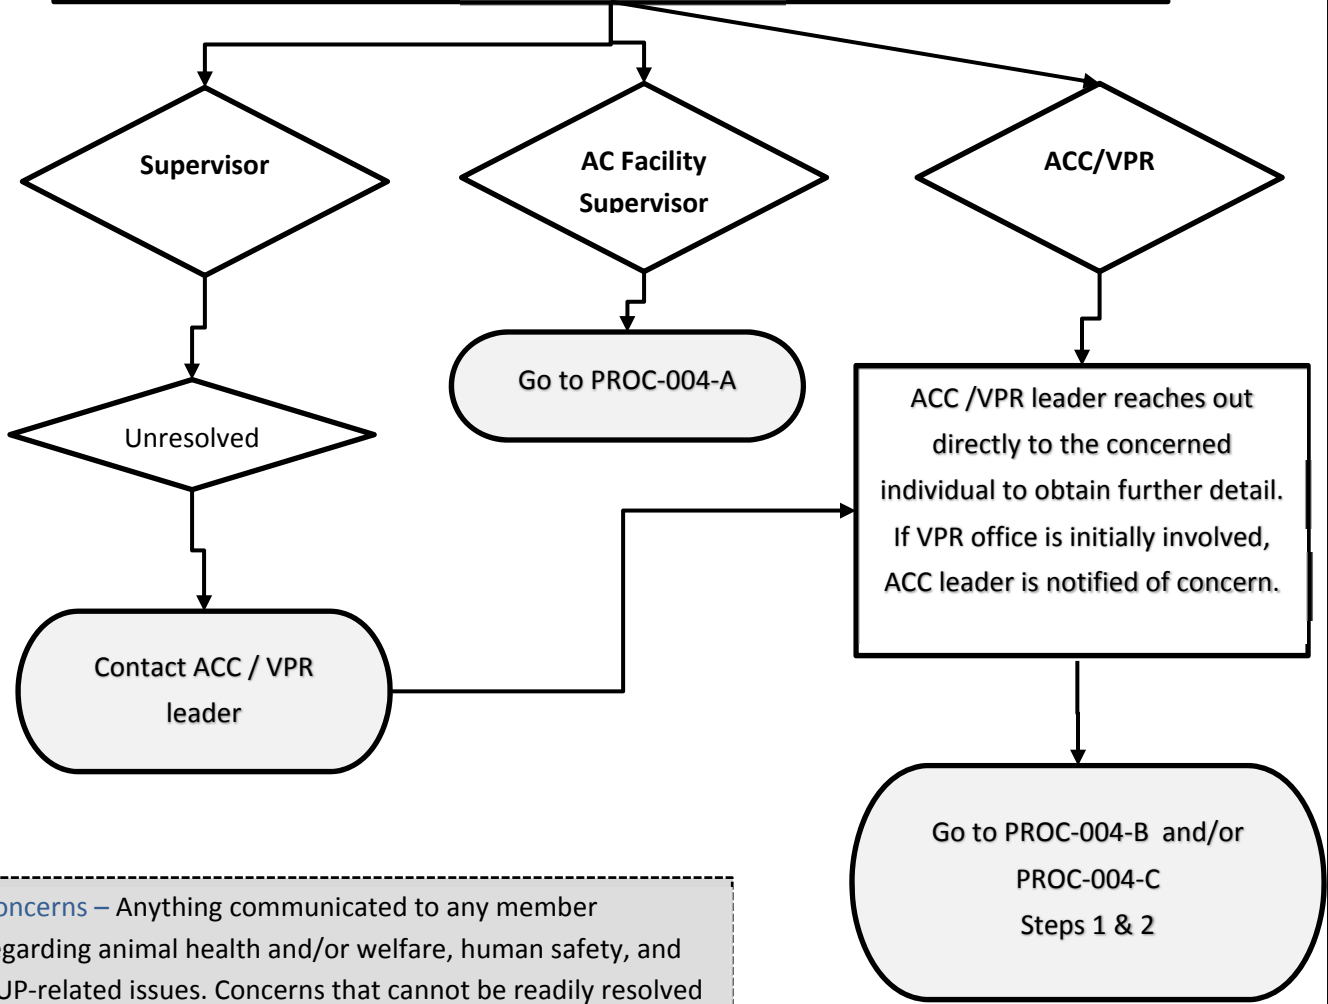 Supervisor
AC Facility
Supervisor
ACC/VPR
Go to PROC-004-A
Unresolved
ACC /VPR leader reaches out
directly to the concerned
individual to obtain further detail.
If VPR office is initially involved,
ACC leader is notified of concern.
Contact ACC / VPR
leader
Go to PROC-004-B and/or
PROC-004-C
Steps 1 & 2
oncerns – Anything communicated to any member
egarding animal health and/or welfare, human safety, and
UP-related issues. Concerns that cannot be readily resolved